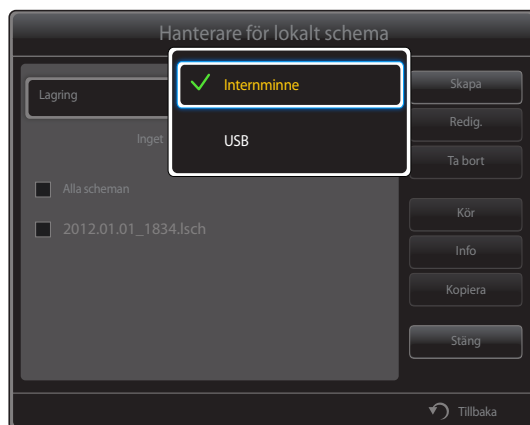 Hanterare för lokalt schema
Lagring
Internminne
USB
Inget
Alla scheman
2012.01.01_1834.lsch
Skapa
Redig.
Ta bort
Kör
Info
Kopiera
Stäng
Tillbaka